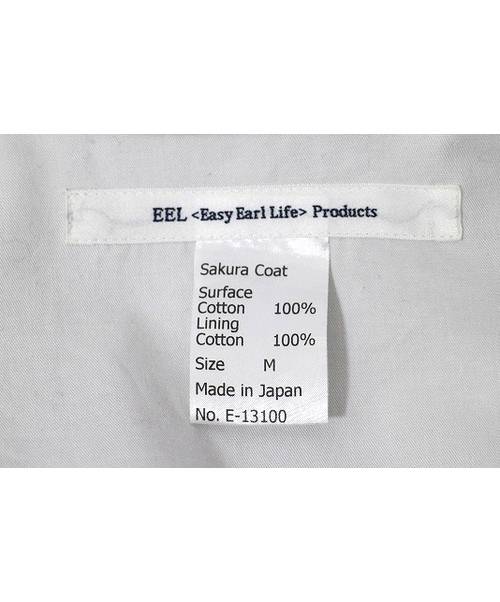 EEL <Easy Earl Life> Products
Sakura Coat
Surface
Cotton 100%
Lining
Cotton 100%
Size M
Made in Japan
No. E-13100